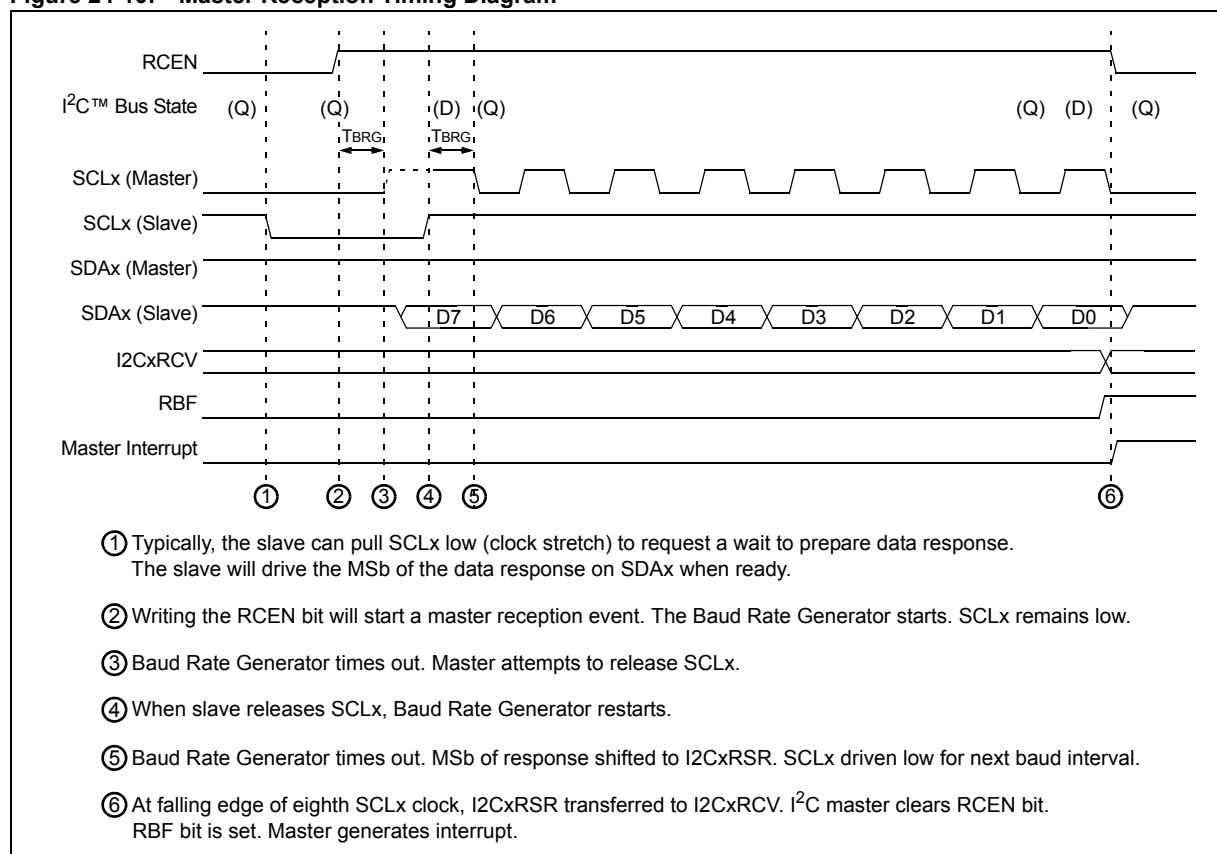 RCEN
I2C™ Bus State (Q) (Q) (D) (Q) (Q) (D) (Q)
TBRG TBRG
SCLx (Master)
SCLx (Slave)
SDAx (Master)
SDAx (Slave) D7 D6 D5 D4 D3 D2 D1 D0
I2CxRCV
RBF
Master Interrupt
① ② ③ ④ ⑤ ⑥
① Typically, the slave can pull SCLx low (clock stretch) to request a wait to prepare data response.
The slave will drive the MSb of the data response on SDAx when ready.
② Writing the RCEN bit will start a master reception event. The Baud Rate Generator starts. SCLx remains low.
③ Baud Rate Generator times out. Master attempts to release SCLx.
④ When slave releases SCLx, Baud Rate Generator restarts.
⑤ Baud Rate Generator times out. MSb of response shifted to I2CxRSR. SCLx driven low for next baud interval.
⑥ At falling edge of eighth SCLx clock, I2CxRSR transferred to I2CxRCV. I2C master clears RCEN bit.
RBF bit is set. Master generates interrupt.